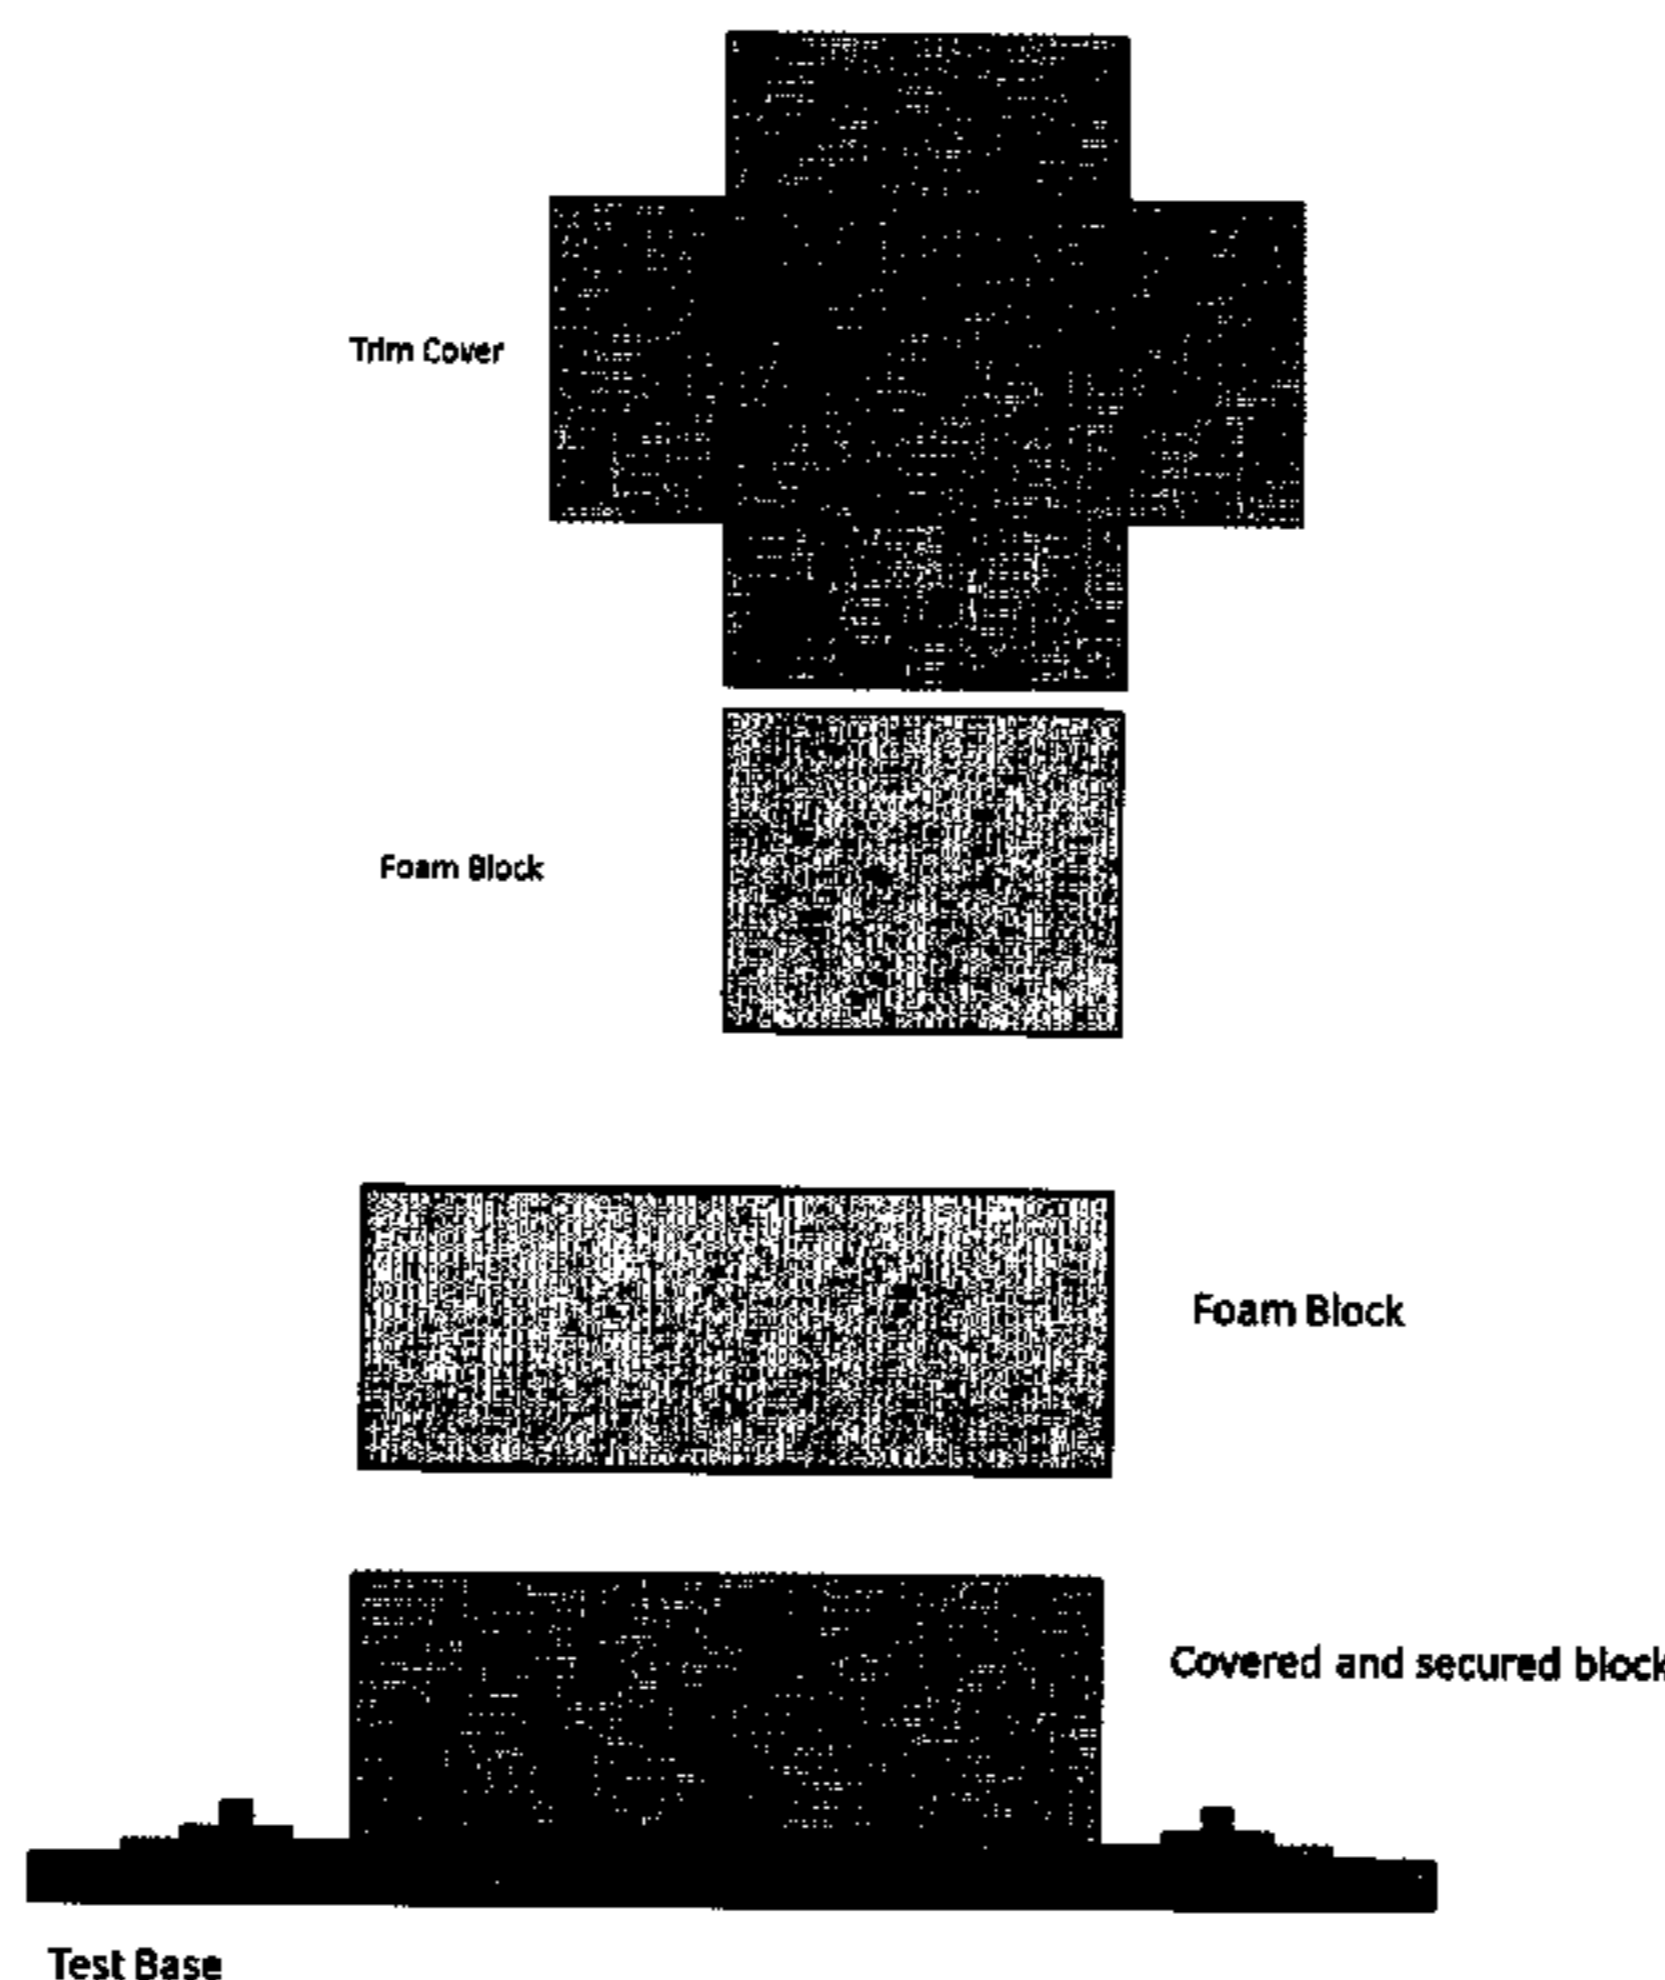 Trim Cover
Foam Block
Foam Block
Covered and secured block
Test Base